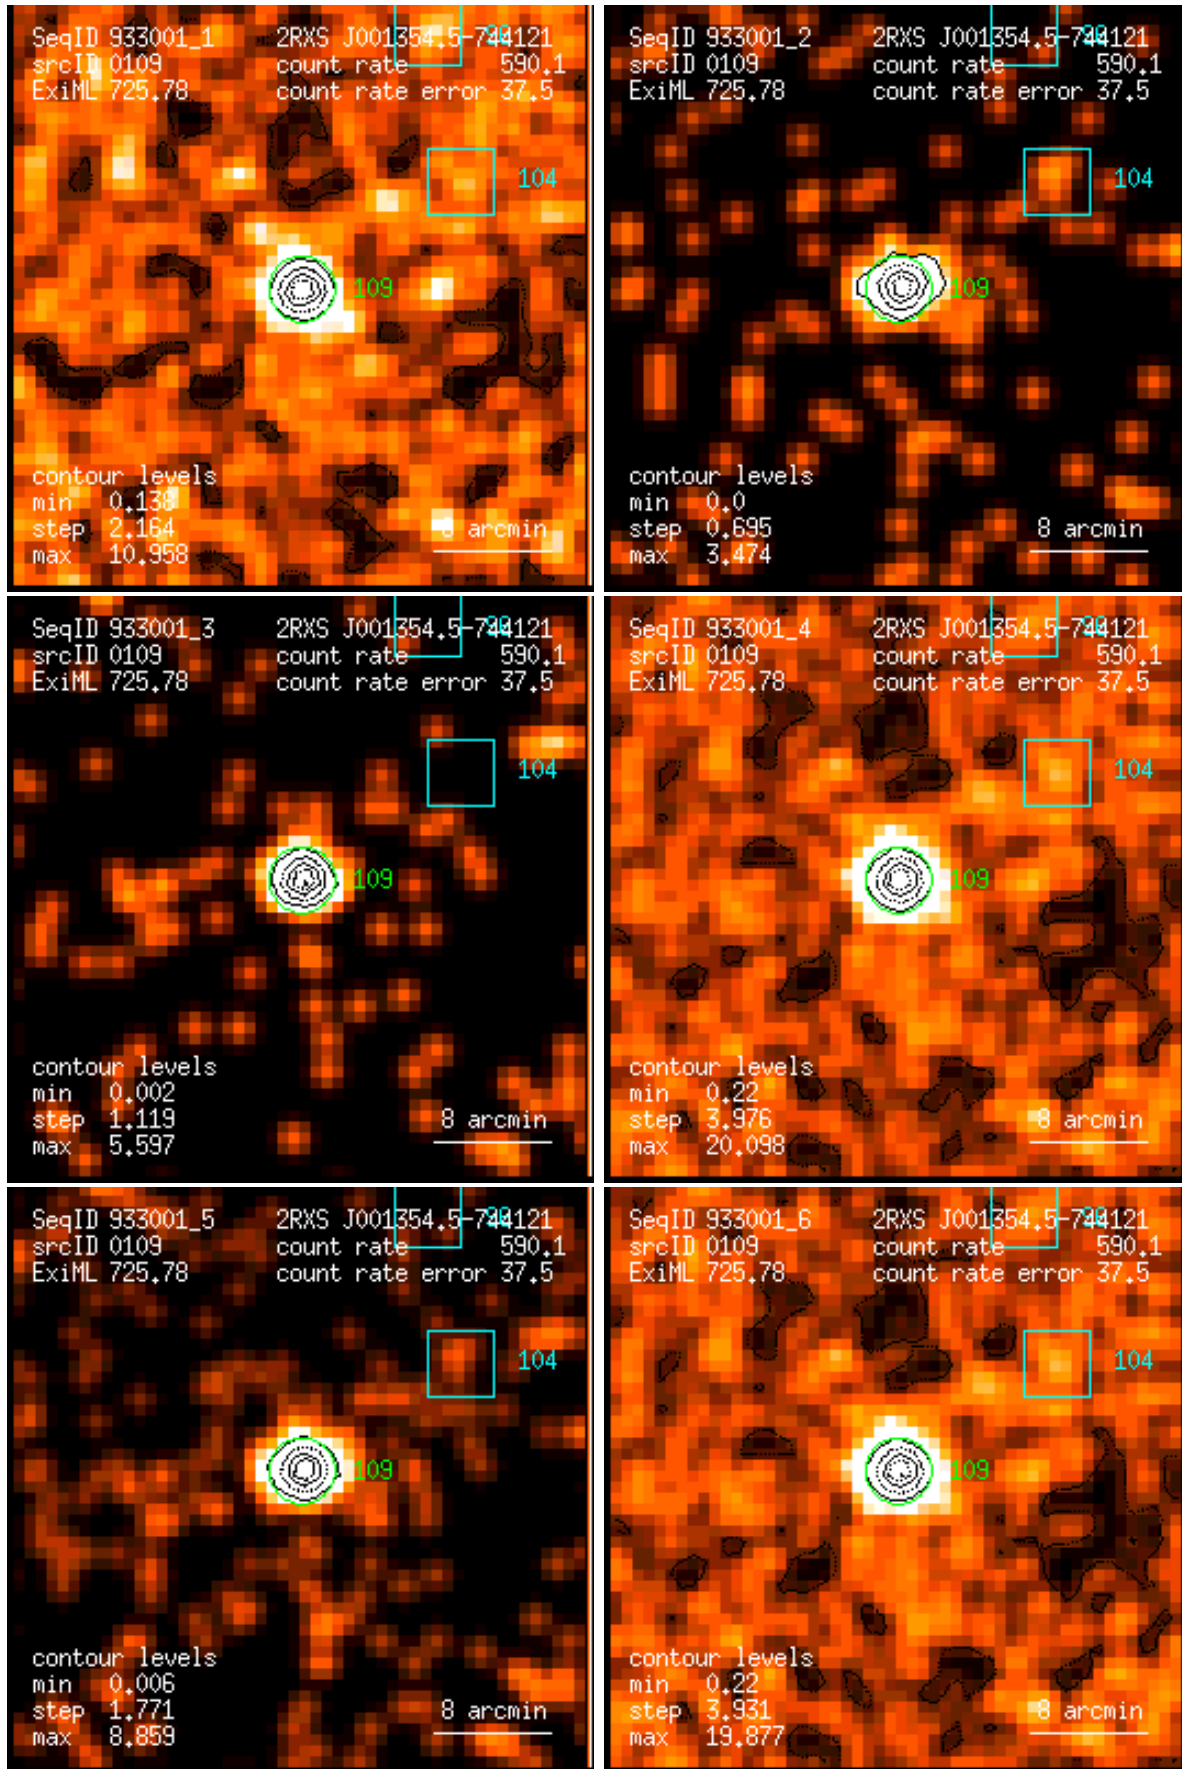 SeqID 933001_1 2RXS J001354.5-744121
srcID 0109 count rate 590.1
ExiML 725.78 count rate error 37.5
104
109
contour levels
min 0.138
step 2.164
max 10.958
8 arcmin
SeqID 933001_2 2RXS J001354.5-744121
srcID 0109 count rate 590.1
ExiML 725.78 count rate error 37.5
104
109
contour levels
min 0.0
step 0.695
max 3.474
8 arcmin
SeqID 933001_3 2RXS J001354.5-744121
srcID 0109 count rate 590.1
ExiML 725.78 count rate error 37.5
104
109
contour levels
min 0.002
step 1.119
max 5.597
8 arcmin
SeqID 933001_4 2RXS J001354.5-744121
srcID 0109 count rate 590.1
ExiML 725.78 count rate error 37.5
104
109
contour levels
min 0.22
step 3.976
max 20.098
8 arcmin
SeqID 933001_5 2RXS J001354.5-744121
srcID 0109 count rate 590.1
ExiML 725.78 count rate error 37.5
104
109
contour levels
min 0.006
step 1.771
max 8.859
8 arcmin
SeqID 933001_6 2RXS J001354.5-744121
srcID 0109 count rate 590.1
ExiML 725.78 count rate error 37.5
104
109
contour levels
min 0.22
step 3.931
max 19.877
8 arcmin